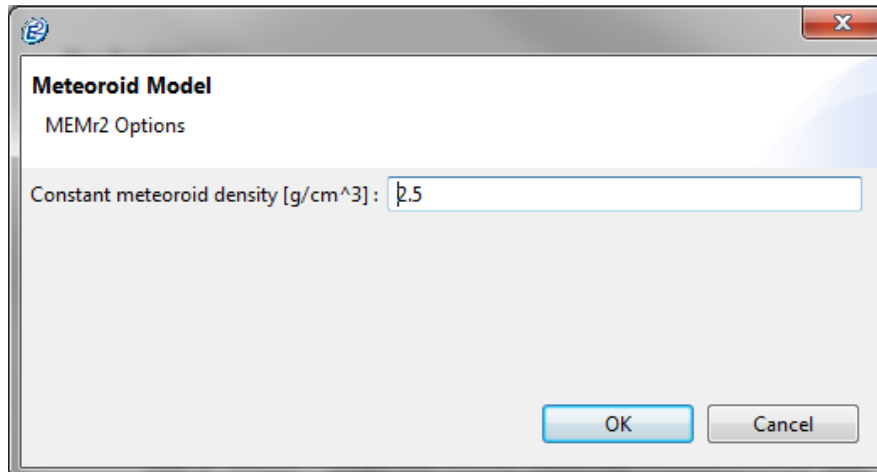 Meteoroid Model
MEMr2 Options
Constant meteoroid density [g/cm^3] : 2.5
OK Cancel